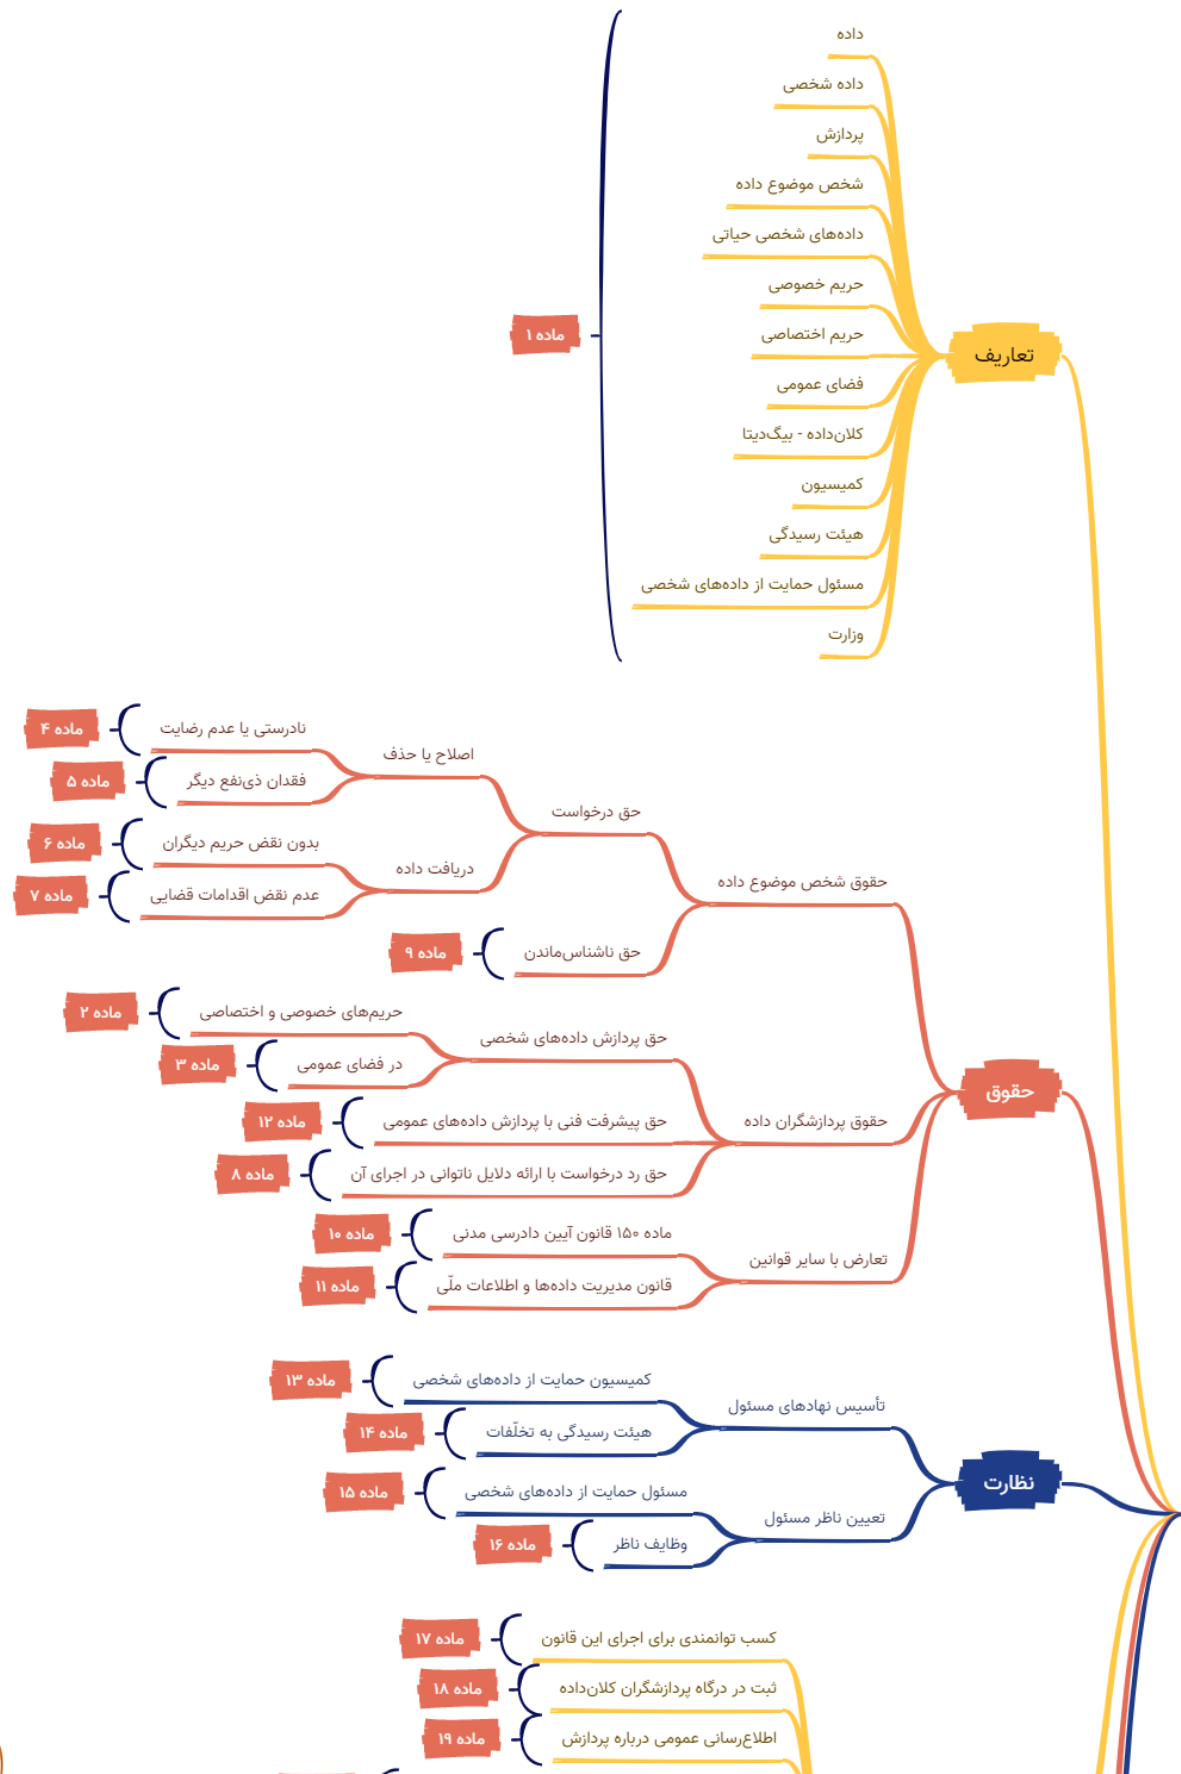 تعاریف
داده
داده شخصی
پردازش
شخص موضوع داده
داده‌های شخصی حیاتی
حریم خصوصی
حریم اختصاصی
فضای عمومی
کلان‌داده - بیگ‌دیتا
کمیسیون
هیئت رسیدگی
مسئول حمایت از داده‌های شخصی
وزارت
ماده ۱
حقوق
حقوق شخص موضوع داده
حق درخواست
اصلاح یا حذف
نادرستی یا عدم رضایت
ماده ۴
فقدان ذی‌نفع دیگر
ماده ۵
دریافت داده
بدون نقض حریم دیگران
ماده ۶
عدم نقض اقدامات قضایی
ماده ۷
حق ناشناس‌ماندن
ماده ۹
حقوق پردازشگران داده
حق پردازش داده‌های شخصی
حریم‌های خصوصی و اختصاصی
ماده ۲
در فضای عمومی
ماده ۳
حق پیشرفت فنی با پردازش داده‌های عمومی
ماده ۱۲
حق رد درخواست با ارائه دلایل ناتوانی در اجرای آن
ماده ۸
تعارض با سایر قوانین
ماده ۱۵۰ قانون آیین دادرسی مدنی
ماده ۱۰
قانون مدیریت داده‌ها و اطلاعات ملّی
ماده ۱۱
نظارت
تأسیس نهادهای مسئول
کمیسیون حمایت از داده‌های شخصی
ماده ۱۳
هیئت رسیدگی به تخلّفات
ماده ۱۴
تعیین ناظر مسئول
مسئول حمایت از داده‌های شخصی
ماده ۱۵
وظایف ناظر
ماده ۱۶
کسب توانمندی برای اجرای این قانون
ماده ۱۷
ثبت در درگاه پردازشگران کلان‌داده
ماده ۱۸
اطلاع‌رسانی عمومی درباره پردازش
ماده ۱۹